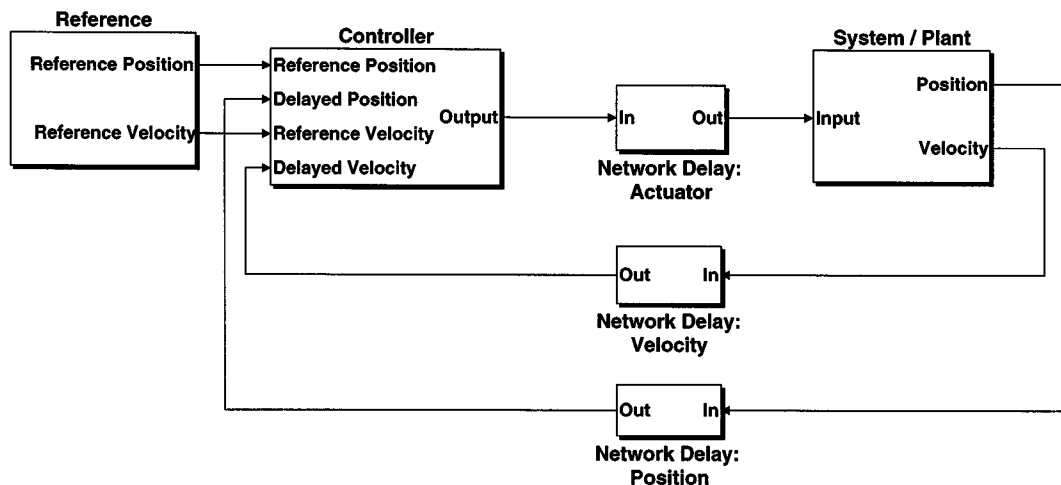 Reference
Reference Position
Reference Velocity
Controller
Reference Position
Delayed Position
Reference Velocity
Delayed Velocity
Output
In
Out
Network Delay:
Actuator
System / Plant
Input
Position
Velocity
Out
In
Network Delay:
Velocity
Out
In
Network Delay:
Position